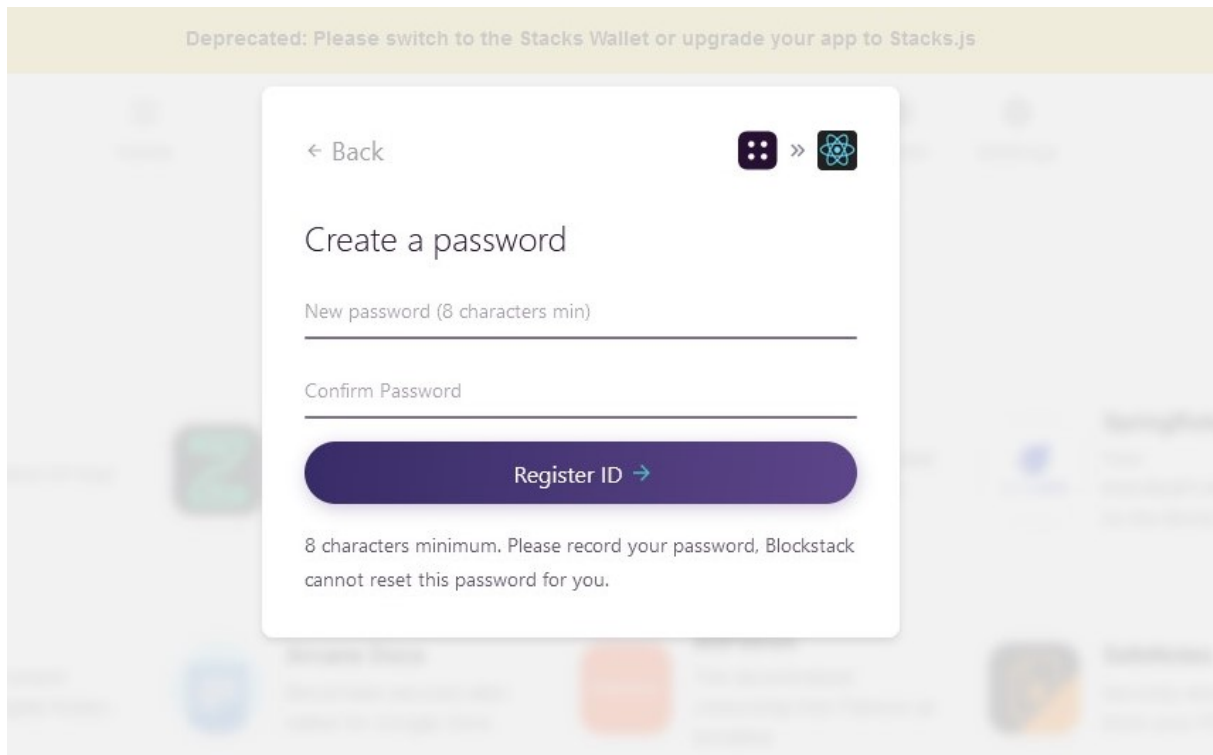 Deprecated: Please switch to the Stacks Wallet or upgrade your app to Stacks.js
← Back
Create a password
New password (8 characters min)
Confirm Password
Register ID →
8 characters minimum. Please record your password, Blockstack
cannot reset this password for you.